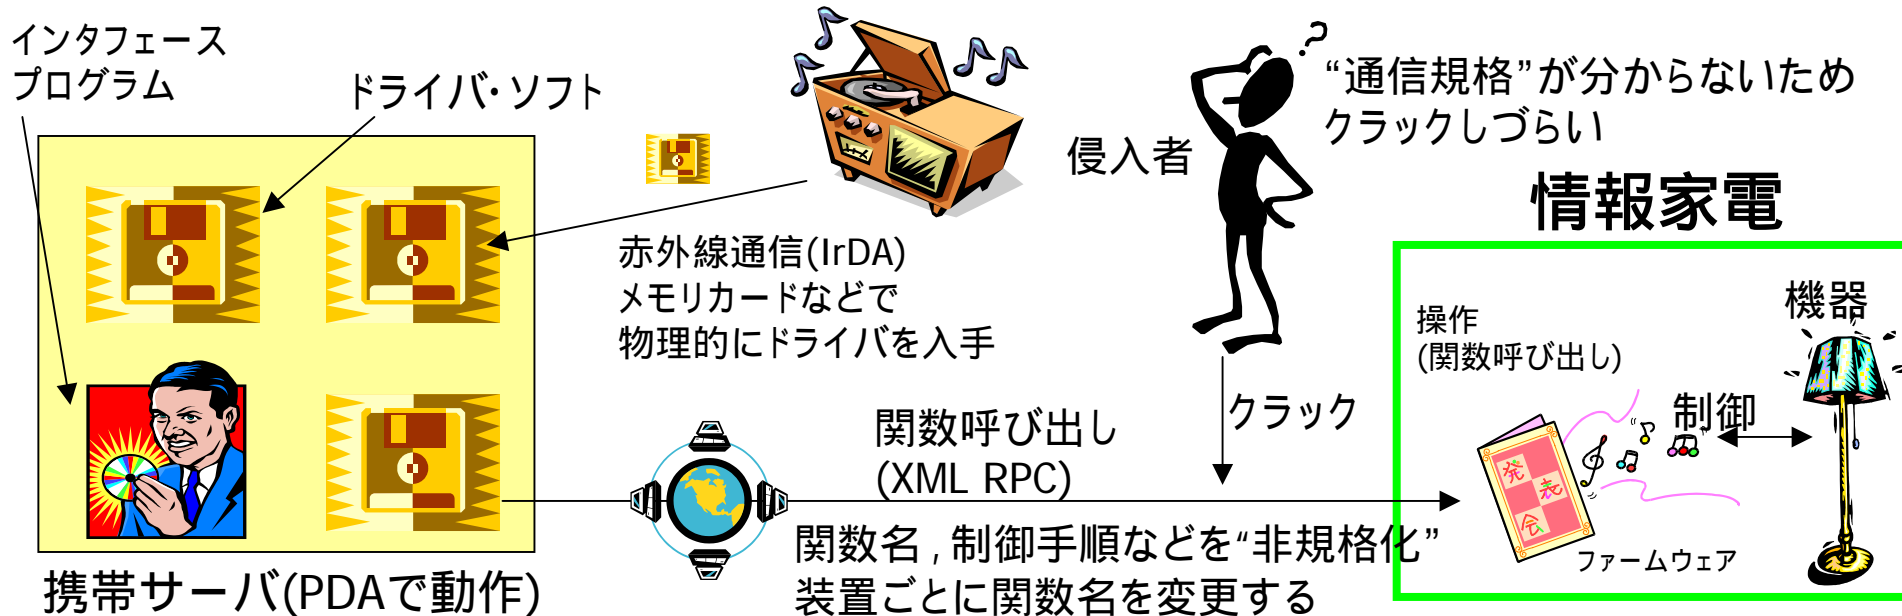 インタフェース
プログラム
ドライバ・ソフト
“通信規格”が分からないため
クラックしづらい
侵入者
情報家電
赤外線通信(IrDA)
メモリカードなどで
物理的にドライバを入手
機器
操作
(関数呼び出し)
制御
クラック
関数呼び出し
(XML RPC)
発表会
ファームウェア
関数名,制御手順などを“非規格化”
装置ごとに関数名を変更する
携帯サーバ(PDAで動作)